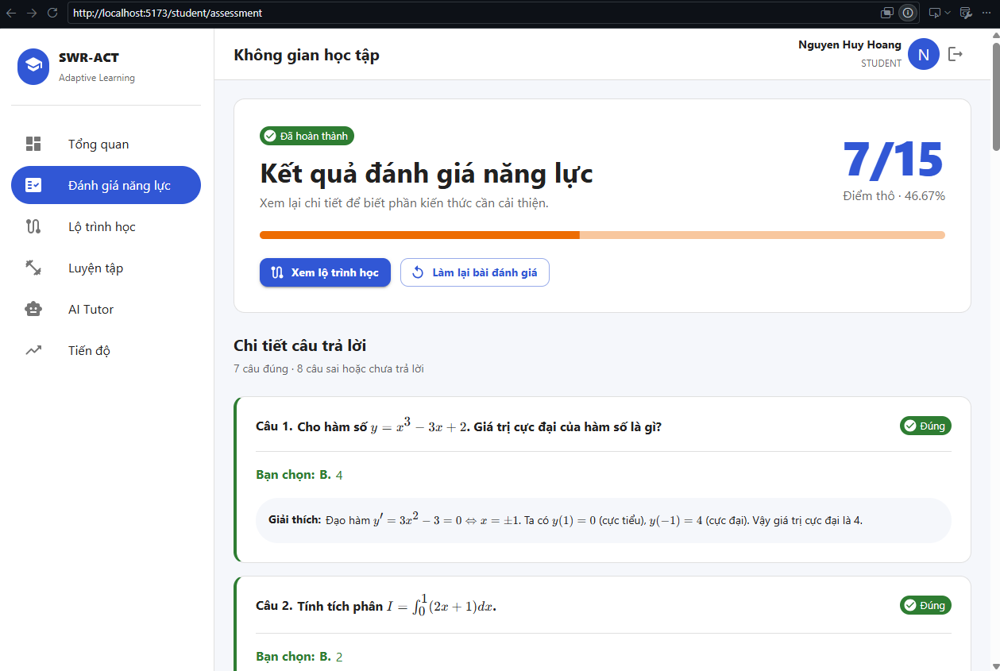 http://localhost:5173/student/assessment
SWR-ACT
Adaptive Learning
Tổng quan
Đánh giá năng lực
Lộ trình học
Luyện tập
AI Tutor
Tiến độ
Không gian học tập
Nguyen Huy Hoang
STUDENT
N
Đã hoàn thành
Kết quả đánh giá năng lực
Xem lại chi tiết để biết phần kiến thức cần cải thiện.
7/15
Điểm thô · 46.67%
Xem lộ trình học
Làm lại bài đánh giá
Chi tiết câu trả lời
7 câu đúng · 8 câu sai hoặc chưa trả lời
Câu 1. Cho hàm số y = x³ − 3x + 2. Giá trị cực đại của hàm số là gì?
Đúng
Bạn chọn: B. 4
Giải thích: Đạo hàm y′ = 3x² − 3 = 0 ⇔ x = ±1. Ta có y(1) = 0 (cực tiểu), y(−1) = 4 (cực đại). Vậy giá trị cực đại là 4.
Câu 2. Tính tích phân I = ∫₀¹(2x + 1)dx.
Đúng
Bạn chọn: B. 2